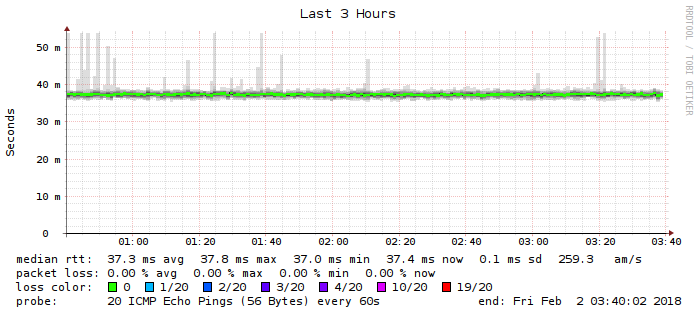 Last 3 Hours
RRDTOOL / TOBI OETIKER
Seconds
50 m
40 m
30 m
20 m
10 m
0
01:00 01:20 01:40 02:00 02:20 02:40 03:00 03:20 03:40
median rtt: 37.3 ms avg 37.8 ms max 37.0 ms min 37.4 ms now 0.1 ms sd 259.3 am/s
packet loss: 0.00 % avg 0.00 % max 0.00 % min 0.00 % now
loss color: 0 1/20 2/20 3/20 4/20 10/20 19/20
probe: 20 ICMP Echo Pings (56 Bytes) every 60s end: Fri Feb 2 03:40:02 2018